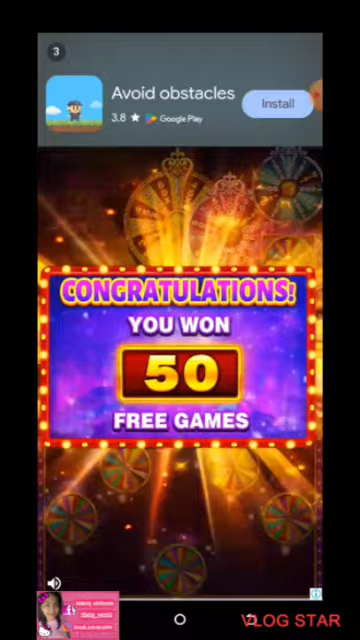 3
Avoid obstacles
3.8 ★ Google Play
Install
CONGRATULATIONS!
YOU WON
50
FREE GAMES
VLOG STAR